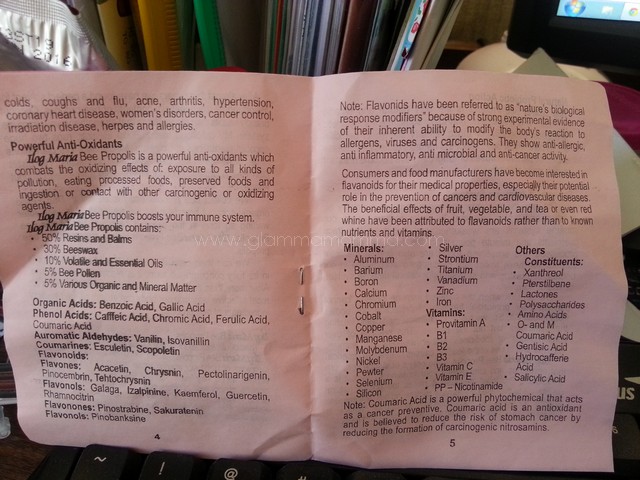 colds, coughs and flu, acne, arthritis, hypertension,
coronary heart disease, women's disorders, cancer control,
irradiation disease, herpes and allergies.
Powerful Anti-Oxidants
Ilog Maria Bee Propolis is a powerful anti-oxidants which
combats the oxidizing effects of: exposure to all kinds of
pollution, eating processed foods, preserved foods and
ingestion or contact with other carcinogenic or oxidizing
agents.
Ilog Maria Bee Propolis boosts your immune system.
Ilog Maria Bee Propolis contains:
• 50% Resins and Balms
• 30% Beeswax
• 10% Volatile and Essential Oils
• 5% Bee Pollen
• 5% Various Organic and Mineral Matter
Organic Acids: Benzoic Acid, Gallic Acid
Phenol Acids: Cafffeic Acid, Chromic Acid, Ferulic Acid,
Coumaric Acid
Auromatic Aldehydes: Vanilin, Isovanillin
Coumarines: Esculetin, Scopoletin
Flavonoids:
Flavones: Acacetin, Chrysnin, Pectolinarigenin,
Pinocembrin, Tehtochrysnin
Flavonols: Galaga, Izalpinine, Kaemferol, Guercetin,
Rhamnocitrin
Flavonones: Pinostrabine, Sakuratenin
Flavonols: Pinobanksine
4
Note: Flavonids have been referred to as "nature's biological
response modifiers" because of strong experimental evidence
of their inherent ability to modify the body's reaction to
allergens, viruses and carcinogens. They show anti-allergic,
anti inflammatory, anti microbial and anti-cancer activity.
Consumers and food manufacturers have become interested in
flavanoids for their medical properties, especially their potential
role in the prevention of cancers and cardiovascular diseases.
The beneficial effects of fruit, vegetable, and tea or even red
whine have been attributed to flavanoids rather than to known
nutrients and vitamins.
Minerals:
• Aluminum
• Barium
• Boron
• Calcium
• Chromium
• Cobalt
• Copper
• Manganese
• Molybdenum
• Nickel
• Pewter
• Selenium
• Silicon
• Silver
• Strontium
• Titanium
• Vanadium
• Zinc
• Iron
Vitamins:
• Provitamin A
• B1
• B2
• B3
• Vitamin C
• Vitamin E
• PP – Nicotinamide
Others
Constituents:
• Xanthreol
• Pterstilbene
• Lactones
• Polysaccharides
• Amino Acids
• O- and M
Coumaric Acid
• Gentisic Acid
• Hydrocafferie
Acid
• Salicylic Acid
Note: Coumaric Acid is a powerful phytochemical that acts
as a cancer preventive. Coumaric acid is an antioxidant
and is believed to reduce the risk of stomach cancer by
reducing the formation of carcinogenic nitrosamins.
5
2016
~
!
@
#